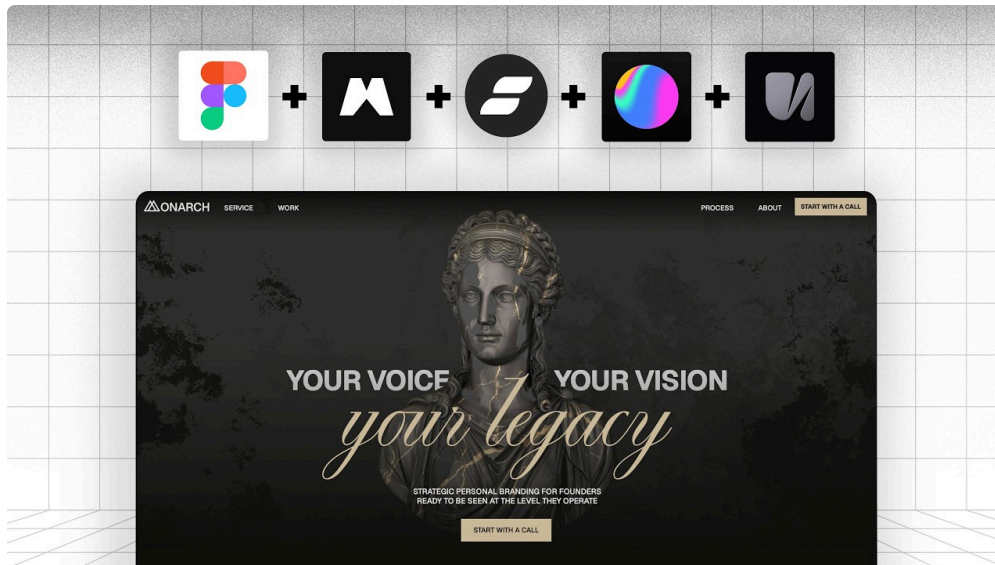 MONARCH SERVICE WORK PROCESS ABOUT START WITH A CALL
YOUR VOICE YOUR VISION
your legacy
STRATEGIC PERSONAL BRANDING FOR FOUNDERS
READY TO BE SEEN AT THE LEVEL THEY OPERATE
START WITH A CALL